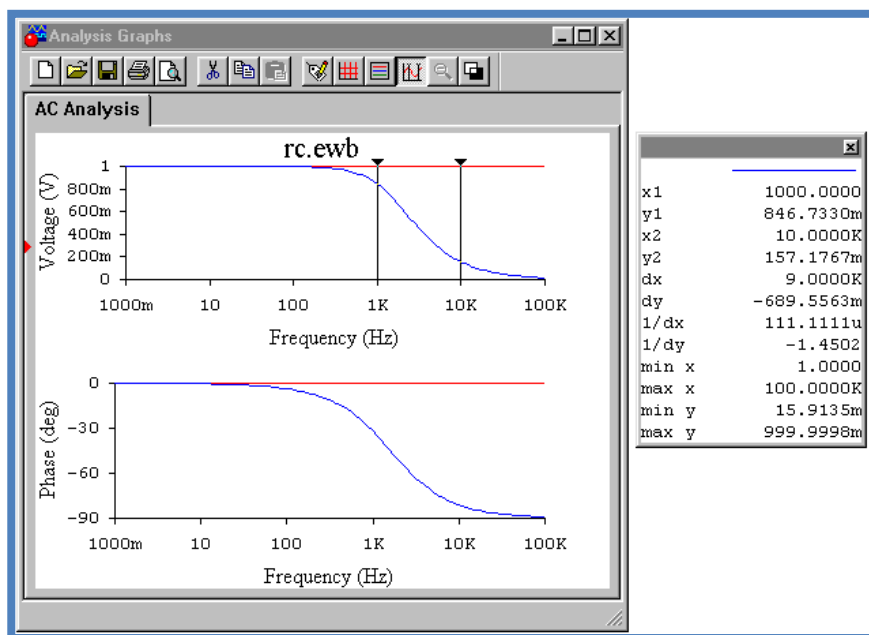 Analysis Graphs
AC Analysis
rc.ewb
Voltage (V)
1
800m
600m
400m
200m
0
1000m 10 100 1K 10K 100K
Frequency (Hz)
Phase (deg)
0
-30
-60
-90
1000m 10 100 1K 10K 100K
Frequency (Hz)
x1 1000.0000
y1 846.7330m
x2 10.0000K
y2 157.1767m
dx 9.0000K
dy -689.5563m
1/dx 111.1111u
1/dy -1.4502
min x 1.0000
max x 100.0000K
min y 15.9135m
max y 999.9998m